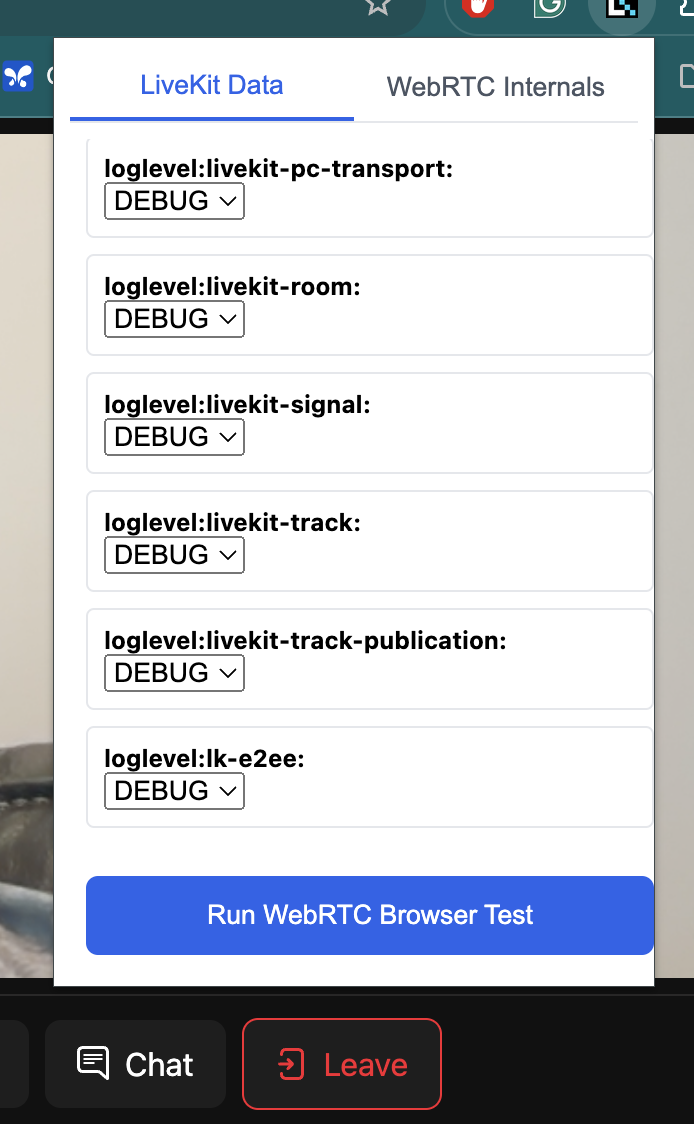 LiveKit Data
WebRTC Internals
loglevel:livekit-pc-transport:
DEBUG
loglevel:livekit-room:
DEBUG
loglevel:livekit-signal:
DEBUG
loglevel:livekit-track:
DEBUG
loglevel:livekit-track-publication:
DEBUG
loglevel:lk-e2ee:
DEBUG
Run WebRTC Browser Test
Chat
Leave